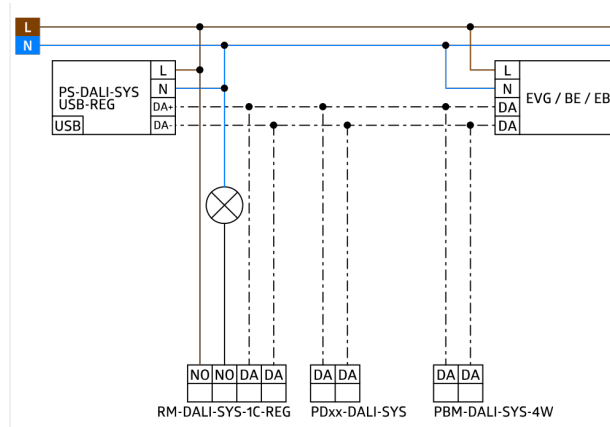 L
N
PS-DALI-SYS
USB-REG
USB
L
N
DA+
DA-
L
N
DA
DA
EVG / BE / EB
NO NO DA DA
RM-DALI-SYS-1C-REG
DA DA
PDxx-DALI-SYS
DA DA
PBM-DALI-SYS-4W